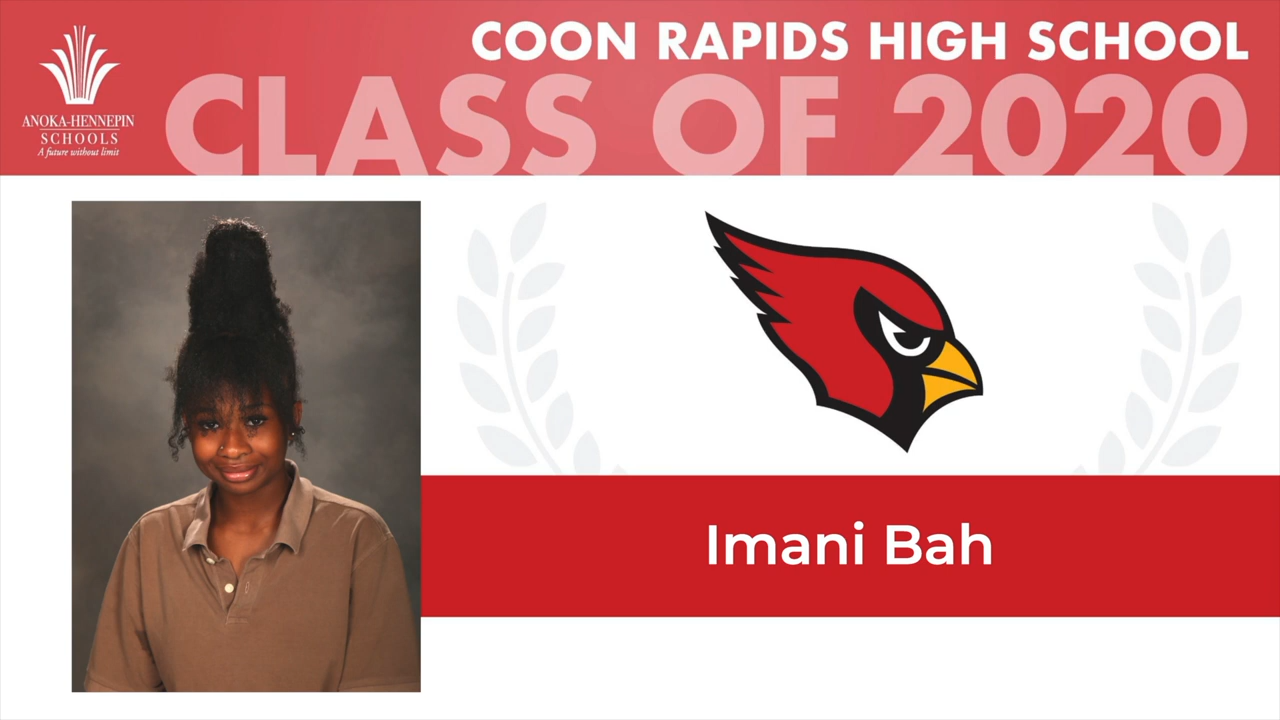 COON RAPIDS HIGH SCHOOL
CLASS OF 2020
ANOKA-HENNEPIN
SCHOOLS
A future without limit
Imani Bah